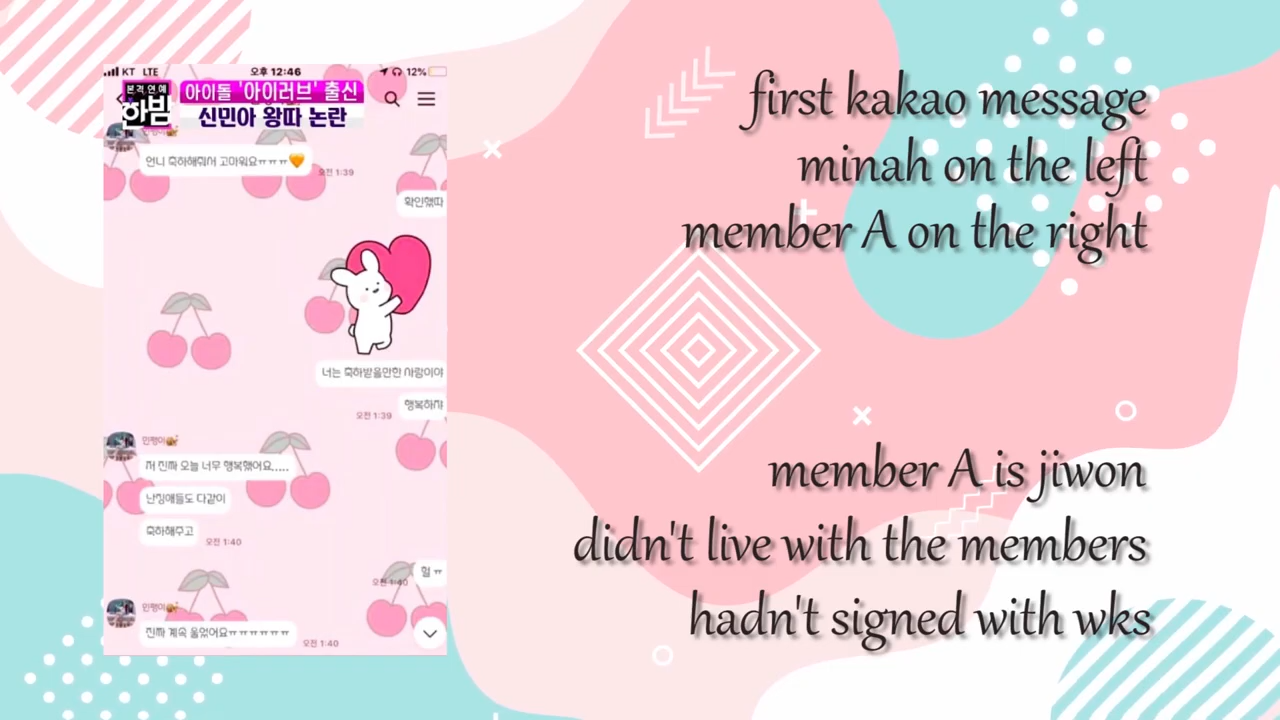 KT LTE 오후 12:46 12%
본격연예
한밤
아이돌 '아이러브' 출신
신민아 왕따 논란
언니 축하해줘서 고마워요ㅠㅠㅠ🧡
오전 1:39
확인했따
너는 축하받을만한 사람이야
행복하쟈
오전 1:39
민팽이🐌
저 진짜 오늘 너무 행복했어요.....
난칭애들도 다같이
축하해주고
오전 1:40
헐ㅠ
오전 1:40
민팽이🐌
진짜 계속 울었어요ㅠㅠㅠㅠㅠㅠ
오전 1:40
first kakao message
minah on the left
member A on the right
member A is jiwon
didn't live with the members
hadn't signed with wks